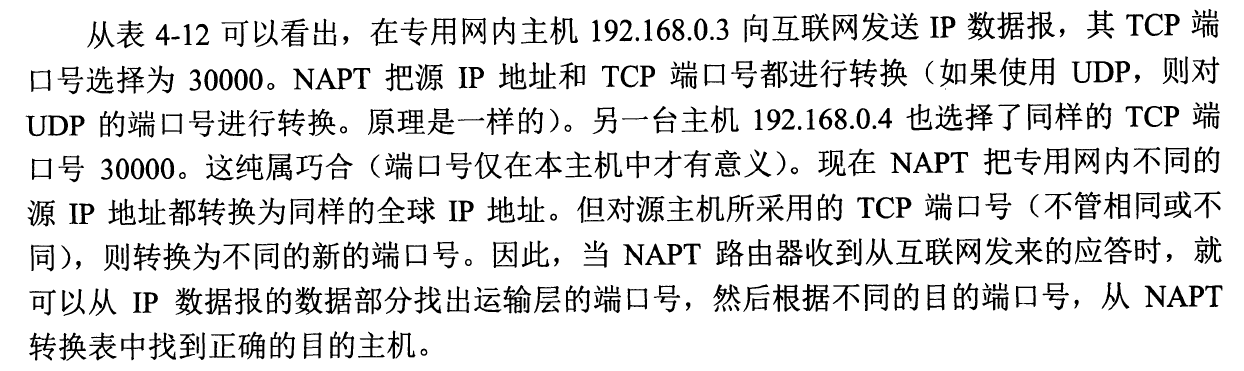 从表 4-12 可以看出，在专用网内主机 192.168.0.3 向互联网发送 IP 数据报，其 TCP 端
口号选择为 30000。NAPT 把源 IP 地址和 TCP 端口号都进行转换（如果使用 UDP，则对
UDP 的端口号进行转换。原理是一样的）。另一台主机 192.168.0.4 也选择了同样的 TCP 端
口号 30000。这纯属巧合（端口号仅在本主机中才有意义）。现在 NAPT 把专用网内不同的
源 IP 地址都转换为同样的全球 IP 地址。但对源主机所采用的 TCP 端口号（不管相同或不
同），则转换为不同的新的端口号。因此，当 NAPT 路由器收到从互联网发来的应答时，就
可以从 IP 数据报的数据部分找出运输层的端口号，然后根据不同的目的端口号，从 NAPT
转换表中找到正确的目的主机。